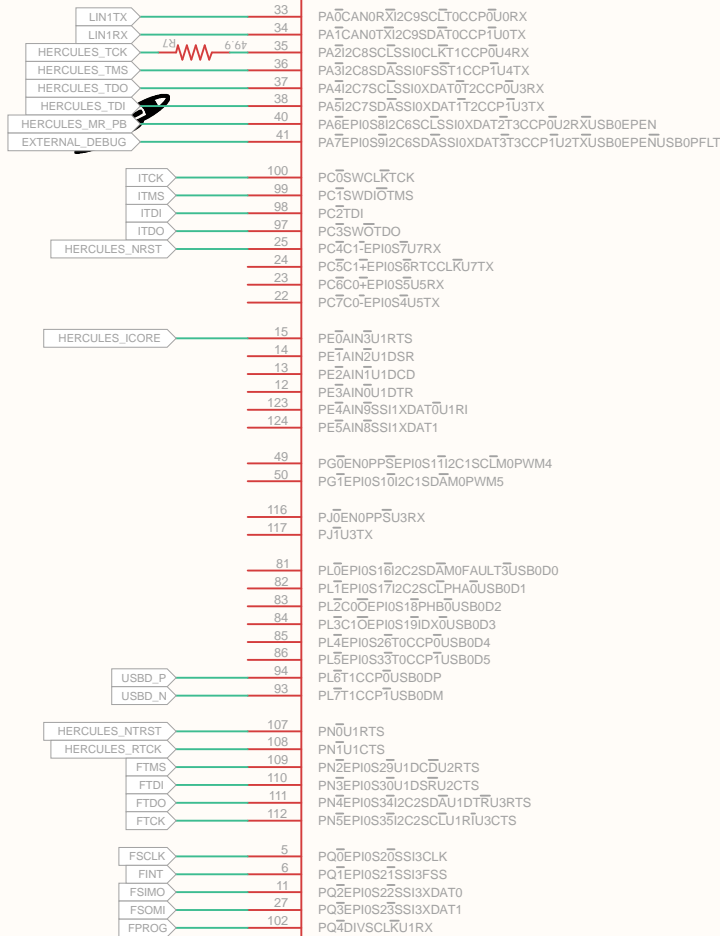 LIN1TX 33 PA0CAN0RXI2C9SCLT0CCP0U0RX
LIN1RX 34 PA1CAN0TXI2C9SDAT0CCP1U0TX
HERCULES_TCK R7 49.9 35 PA2I2C8SCLSSI0CLKT1CCP0U4RX
HERCULES_TMS 36 PA3I2C8SDASSI0FSST1CCP1U4TX
HERCULES_TDO 37 PA4I2C7SCLSSI0XDAT0T2CCP0U3RX
HERCULES_TDI 38 PA5I2C7SDASSI0XDAT1T2CCP1U3TX
HERCULES_MR_PB 40 PA6EPI0S8I2C6SCLSSI0XDAT2T3CCP0U2RXUSB0EPEN
EXTERNAL_DEBUG 41 PA7EPI0S9I2C6SDASSI0XDAT3T3CCP1U2TXUSB0EPENUSB0PFLT
ITCK 100 PC0SWCLKTCK
ITMS 99 PC1SWDIOTMS
ITDI 98 PC2TDI
ITDO 97 PC3SWOTDO
HERCULES_NRST 25 PC4C1-EPI0S7U7RX
24 PC5C1+EPI0S6RTCCLKU7TX
23 PC6C0+EPI0S5U5RX
22 PC7C0-EPI0S4U5TX
HERCULES_ICORE 15 PE0AIN3U1RTS
14 PE1AIN2U1DSR
13 PE2AIN1U1DCD
12 PE3AIN0U1DTR
123 PE4AIN9SSI1XDAT0U1RI
124 PE5AIN8SSI1XDAT1
49 PG0EN0PPSEPI0S11I2C1SCLM0PWM4
50 PG1EPI0S10I2C1SDAM0PWM5
116 PJ0EN0PPSU3RX
117 PJ1U3TX
81 PL0EPI0S16I2C2SDAM0FAULT3USB0D0
82 PL1EPI0S17I2C2SCLPHA0USB0D1
83 PL2C0OEPI0S18PHB0USB0D2
84 PL3C1OEPI0S19IDX0USB0D3
85 PL4EPI0S26T0CCP0USB0D4
86 PL5EPI0S33T0CCP1USB0D5
USBD_P 94 PL6T1CCP0USB0DP
USBD_N 93 PL7T1CCP1USB0DM
HERCULES_NTRST 107 PN0U1RTS
HERCULES_RTCK 108 PN1U1CTS
FTMS 109 PN2EPI0S29U1DCDU2RTS
FTDI 110 PN3EPI0S30U1DSRU2CTS
FTDO 111 PN4EPI0S34I2C2SDAU1DTRU3RTS
FTCK 112 PN5EPI0S35I2C2SCLU1RIU3CTS
FSCLK 5 PQ0EPI0S20SSI3CLK
FINT 6 PQ1EPI0S21SSI3FSS
FSIMO 11 PQ2EPI0S22SSI3XDAT0
FSOMI 27 PQ3EPI0S23SSI3XDAT1
FPROG 102 PQ4DIVSCLKU1RX